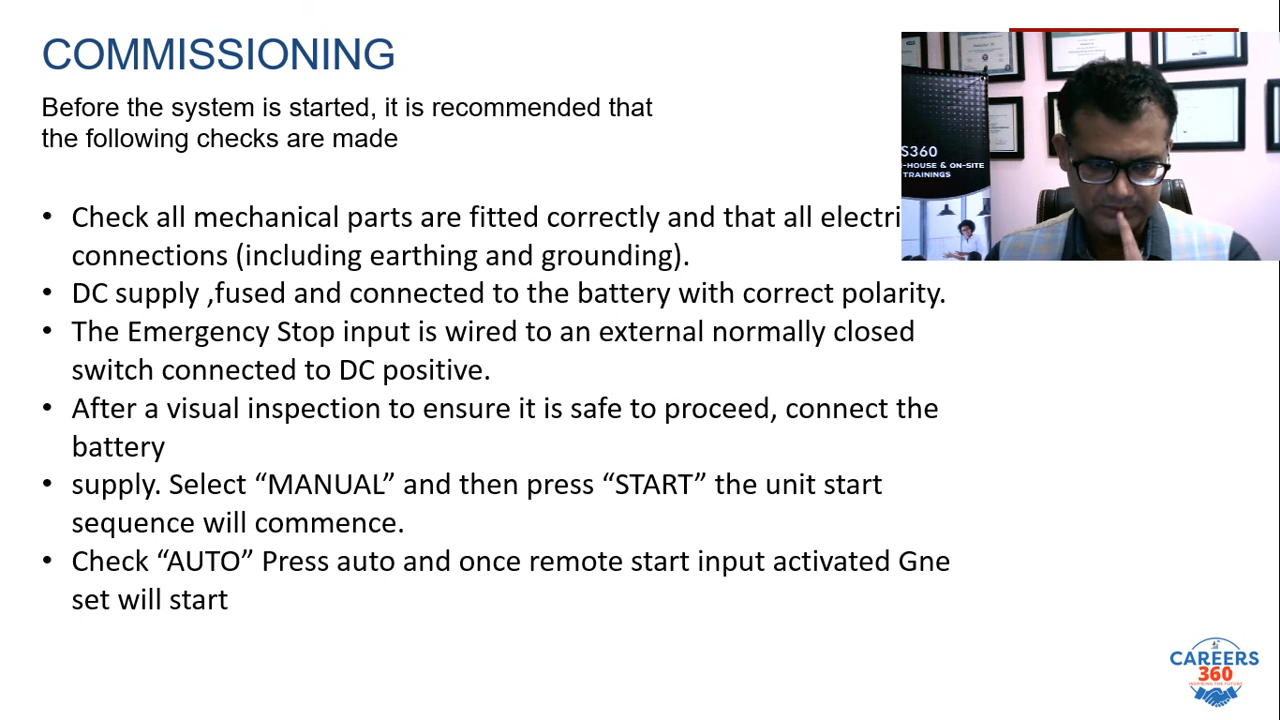 COMMISSIONING
Before the system is started, it is recommended that
the following checks are made
• Check all mechanical parts are fitted correctly and that all electri
connections (including earthing and grounding).
• DC supply ,fused and connected to the battery with correct polarity.
• The Emergency Stop input is wired to an external normally closed
switch connected to DC positive.
• After a visual inspection to ensure it is safe to proceed, connect the
battery
• supply. Select “MANUAL” and then press “START” the unit start
sequence will commence.
• Check “AUTO” Press auto and once remote start input activated Gne
set will start
S360
-HOUSE & ON-SITE
TRAININGS
CAREERS
360
INSPIRING THE FUTURE